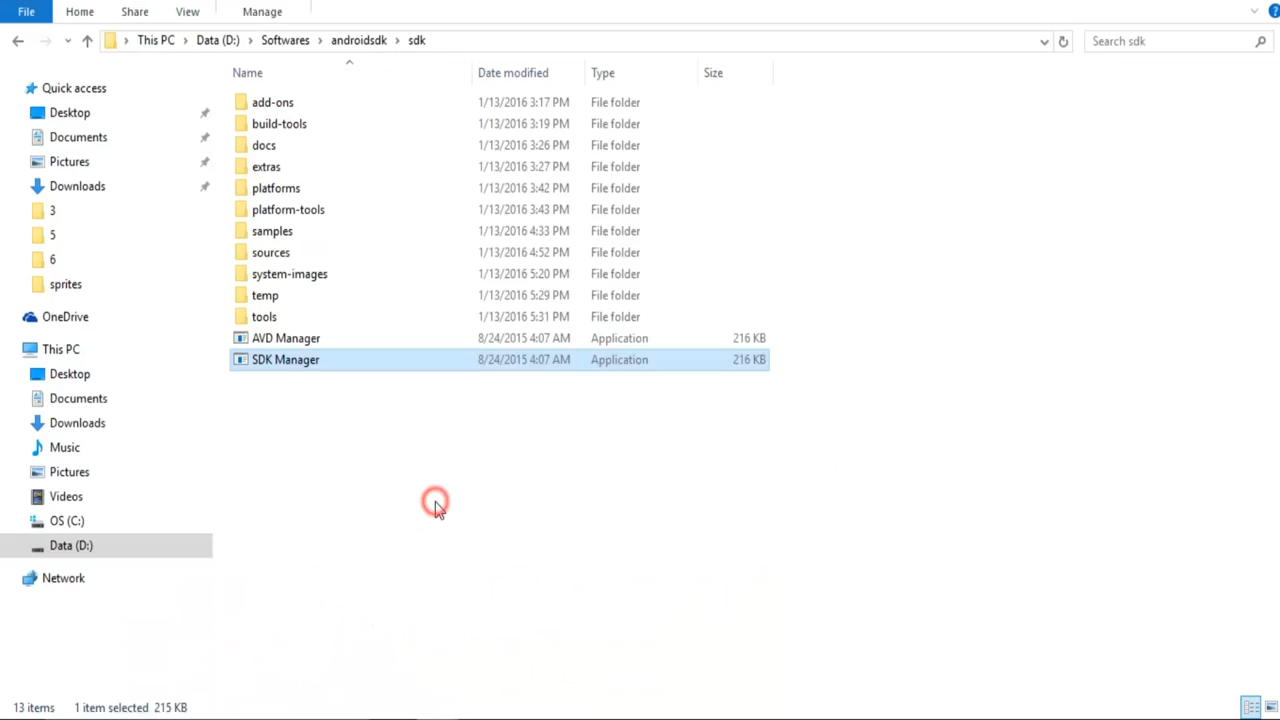 File Home Share View Manage
This PC Data (D:) Softwares androidsdk sdk Search sdk
Name Date modified Type Size
Quick access
Desktop
Documents
Pictures
Downloads
3
5
6
sprites
OneDrive
This PC
Desktop
Documents
Downloads
Music
Pictures
Videos
OS (C:)
Data (D:)
Network
add-ons 1/13/2016 3:17 PM File folder
build-tools 1/13/2016 3:19 PM File folder
docs 1/13/2016 3:26 PM File folder
extras 1/13/2016 3:27 PM File folder
platforms 1/13/2016 3:42 PM File folder
platform-tools 1/13/2016 3:43 PM File folder
samples 1/13/2016 4:33 PM File folder
sources 1/13/2016 4:52 PM File folder
system-images 1/13/2016 5:20 PM File folder
temp 1/13/2016 5:29 PM File folder
tools 1/13/2016 5:31 PM File folder
AVD Manager 8/24/2015 4:07 AM Application 216 KB
SDK Manager 8/24/2015 4:07 AM Application 216 KB
13 items 1 item selected 215 KB